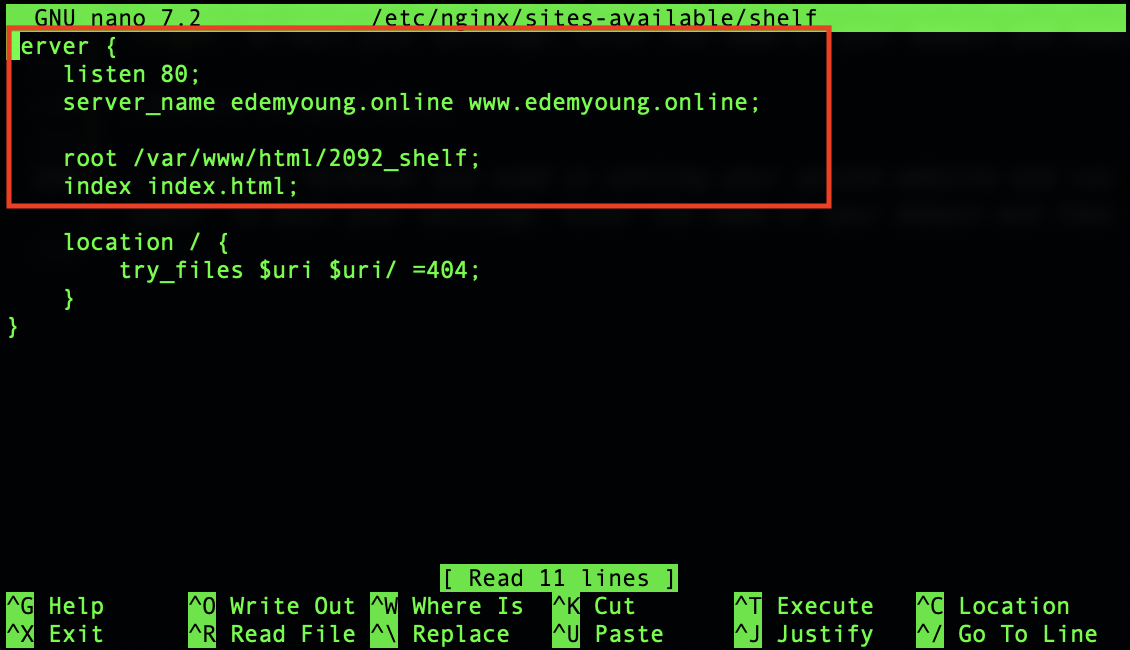 GNU nano 7.2 /etc/nginx/sites-available/shelf
erver {
listen 80;
server_name edemyoung.online www.edemyoung.online;
root /var/www/html/2092_shelf;
index index.html;
location / {
try_files $uri $uri/ =404;
}
}
[ Read 11 lines ]
^G Help ^O Write Out ^W Where Is ^K Cut ^T Execute ^C Location
^X Exit ^R Read File ^\ Replace ^U Paste ^J Justify ^/ Go To Line